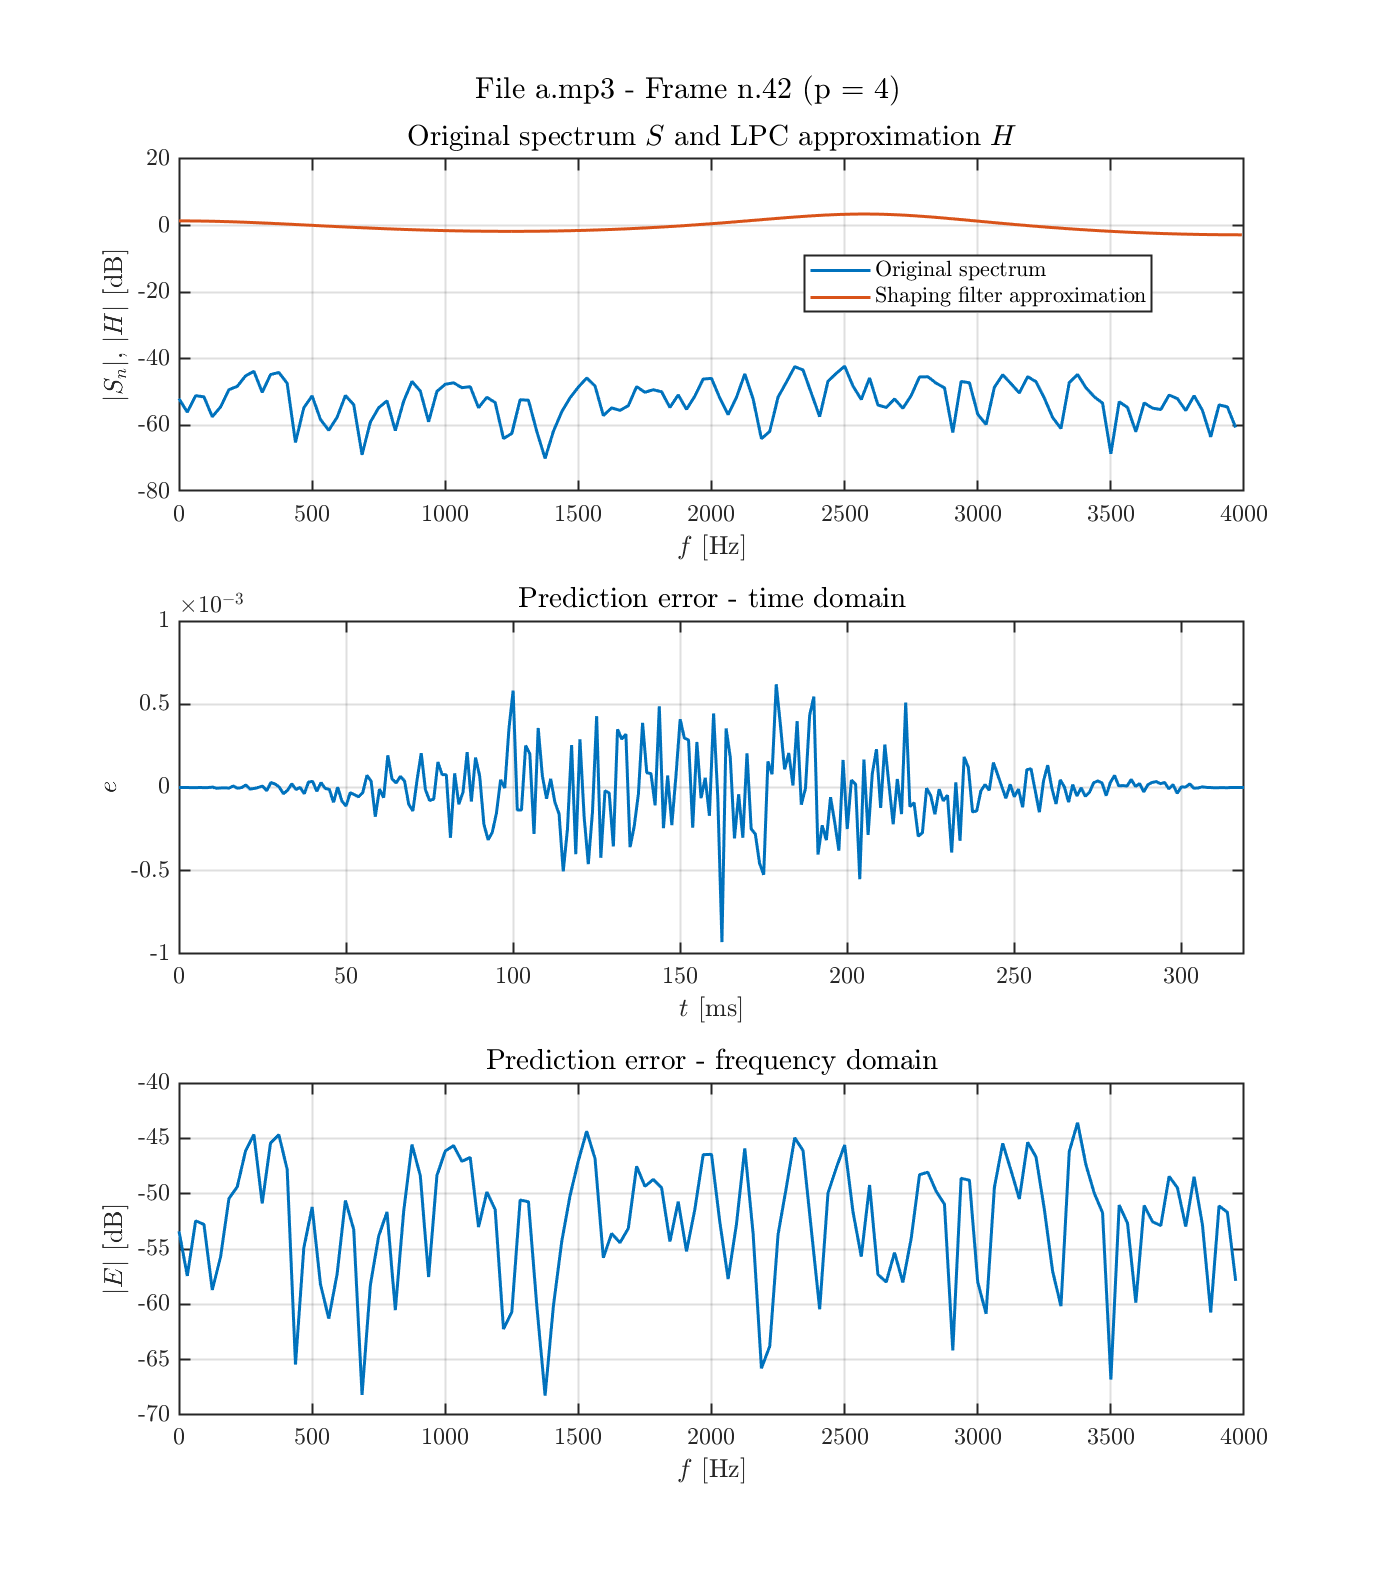 File a.mp3 - Frame n.42 (p = 4)
Original spectrum S and LPC approximation H
20
0
-20
-40
-60
-80
|Sₙ|, |H| [dB]
Original spectrum
Shaping filter approximation
0 500 1000 1500 2000 2500 3000 3500 4000
f [Hz]
Prediction error - time domain
×10⁻³
1
0.5
0
-0.5
-1
e
0 50 100 150 200 250 300
t [ms]
Prediction error - frequency domain
-40
-45
-50
-55
-60
-65
-70
|E| [dB]
0 500 1000 1500 2000 2500 3000 3500 4000
f [Hz]